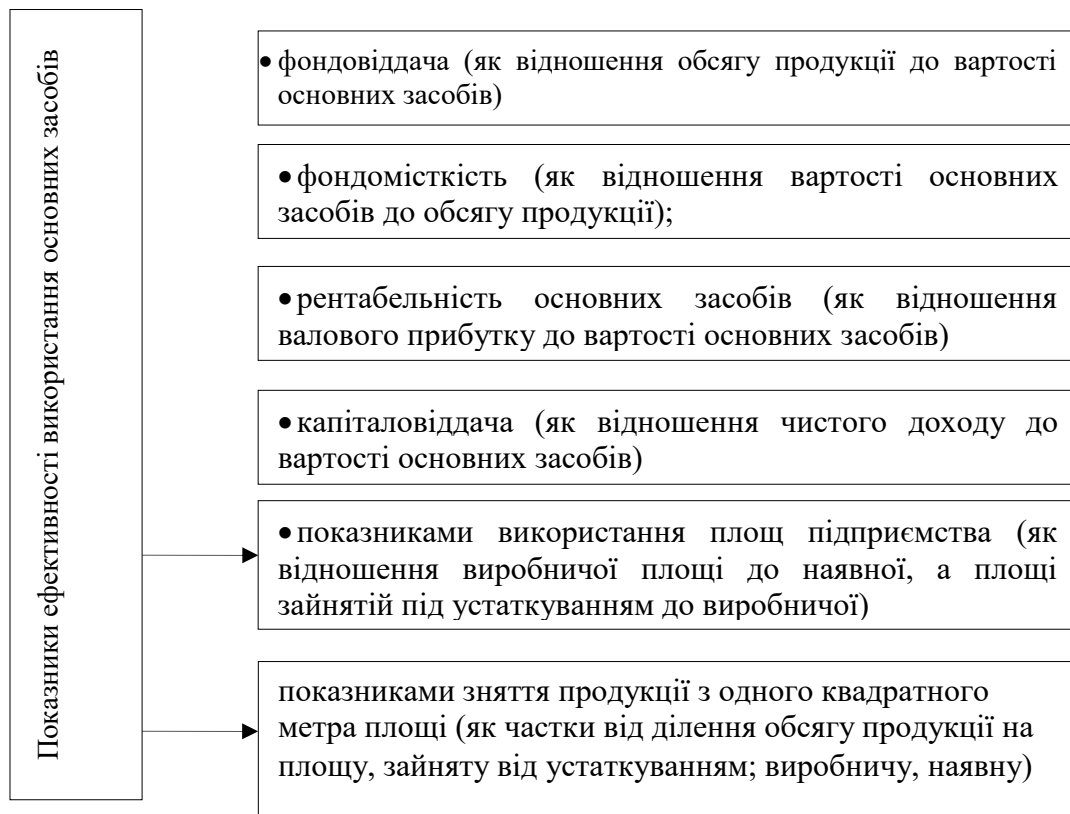 Показники ефективності використання основних засобів
• фондовіддача (як відношення обсягу продукції до вартості
основних засобів)
• фондомісткість (як відношення вартості основних
засобів до обсягу продукції);
• рентабельність основних засобів (як відношення
валового прибутку до вартості основних засобів)
• капіталовіддача (як відношення чистого доходу до
вартості основних засобів)
• показниками використання площ підприємства (як
відношення виробничої площі до наявної, а площі
зайнятій під устаткуванням до виробничої)
показниками зняття продукції з одного квадратного
метра площі (як частки від ділення обсягу продукції на
площу, зайняту від устаткуванням; виробничу, наявну)